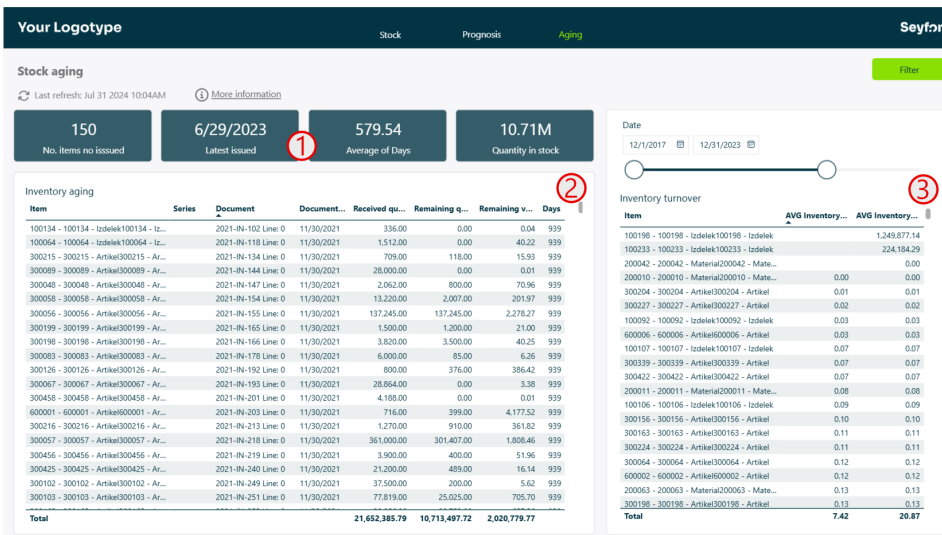 Your Logotype
Stock Prognosis Aging
Stock aging
Filter
Last refresh: Jul 31 2024 10:04AM More information
150
No. items no isssued
6/29/2023
Latest issued
579.54
Average of Days
10.71M
Quantity in stock
1
2
3
Inventory aging
Item Series Document Document... Received qu... Remaining q... Remaining v... Days
100134 - 100134 - Izdelek100134 - Iz... 2021-IN-102 Line: 0 11/30/2021 336.00 0.00 0.04 939
100064 - 100064 - Izdelek100064 - Iz... 2021-IN-118 Line: 0 11/30/2021 1,512.00 0.00 40.22 939
300215 - 300215 - Artikel300215 - Ar... 2021-IN-134 Line: 0 11/30/2021 709.00 118.00 15.93 939
300089 - 300089 - Artikel300089 - Ar... 2021-IN-144 Line: 0 11/30/2021 28,000.00 0.00 0.01 939
300048 - 300048 - Artikel300048 - Ar... 2021-IN-147 Line: 0 11/30/2021 2,062.00 800.00 70.96 939
300058 - 300058 - Artikel300058 - Ar... 2021-IN-154 Line: 0 11/30/2021 13,220.00 2,007.00 201.97 939
300056 - 300056 - Artikel300056 - Ar... 2021-IN-155 Line: 0 11/30/2021 137,245.00 137,245.00 2,278.27 939
300199 - 300199 - Artikel300199 - Ar... 2021-IN-165 Line: 0 11/30/2021 1,500.00 1,200.00 21.00 939
300198 - 300198 - Artikel300198 - Ar... 2021-IN-166 Line: 0 11/30/2021 3,820.00 3,500.00 40.25 939
300083 - 300083 - Artikel300083 - Ar... 2021-IN-178 Line: 0 11/30/2021 6,000.00 85.00 6.26 939
300126 - 300126 - Artikel300126 - Ar... 2021-IN-192 Line: 0 11/30/2021 800.00 376.00 386.42 939
300067 - 300067 - Artikel300067 - Ar... 2021-IN-193 Line: 0 11/30/2021 28,864.00 0.00 3.38 939
300458 - 300458 - Artikel300458 - Ar... 2021-IN-201 Line: 0 11/30/2021 4,188.00 0.00 0.01 939
600001 - 600001 - Artikel600001 - Ar... 2021-IN-203 Line: 0 11/30/2021 716.00 399.00 4,177.52 939
300216 - 300216 - Artikel300216 - Ar... 2021-IN-213 Line: 0 11/30/2021 1,270.00 910.00 361.82 939
300057 - 300057 - Artikel300057 - Ar... 2021-IN-218 Line: 0 11/30/2021 361,000.00 301,407.00 1,808.46 939
300456 - 300456 - Artikel300456 - Ar... 2021-IN-219 Line: 0 11/30/2021 3,900.00 400.00 51.96 939
300425 - 300425 - Artikel300425 - Ar... 2021-IN-240 Line: 0 11/30/2021 21,200.00 489.00 16.14 939
300102 - 300102 - Artikel300102 - Ar... 2021-IN-249 Line: 0 11/30/2021 37,500.00 200.00 5.62 939
300103 - 300103 - Artikel300103 - Ar... 2021-IN-251 Line: 0 11/30/2021 77,819.00 25,025.00 705.70 939
Total 21,652,385.79 10,713,497.72 2,020,779.77
Date
12/1/2017 12/31/2023
Inventory turnover
Item AVG Inventory... AVG Inventory...
100198 - 100198 - Izdelek100198 - Izdelek 1,249,877.14
100233 - 100233 - Izdelek100233 - Izdelek 224,184.29
200042 - 200042 - Material200042 - Mate... 0.00
200010 - 200010 - Material200010 - Mate... 0.00 0.00
300204 - 300204 - Artikel300204 - Artikel 0.01 0.01
300227 - 300227 - Artikel300227 - Artikel 0.02 0.02
100092 - 100092 - Izdelek100092 - Izdelek 0.03 0.03
600006 - 600006 - Artikel600006 - Artikel 0.03 0.03
100107 - 100107 - Izdelek100107 - Izdelek 0.07 0.07
300339 - 300339 - Artikel300339 - Artikel 0.07 0.07
300422 - 300422 - Artikel300422 - Artikel 0.07 0.07
200011 - 200011 - Material200011 - Mate... 0.08 0.08
100106 - 100106 - Izdelek100106 - Izdelek 0.09 0.09
300156 - 300156 - Artikel300156 - Artikel 0.10 0.10
300163 - 300163 - Artikel300163 - Artikel 0.11 0.11
300224 - 300224 - Artikel300224 - Artikel 0.11 0.11
300064 - 300064 - Artikel300064 - Artikel 0.12 0.12
600002 - 600002 - Artikel600002 - Artikel 0.12 0.12
200063 - 200063 - Material200063 - Mate... 0.13 0.13
300198 - 300198 - Artikel300198 - Artikel 0.13 0.13
Total 7.42 20.87